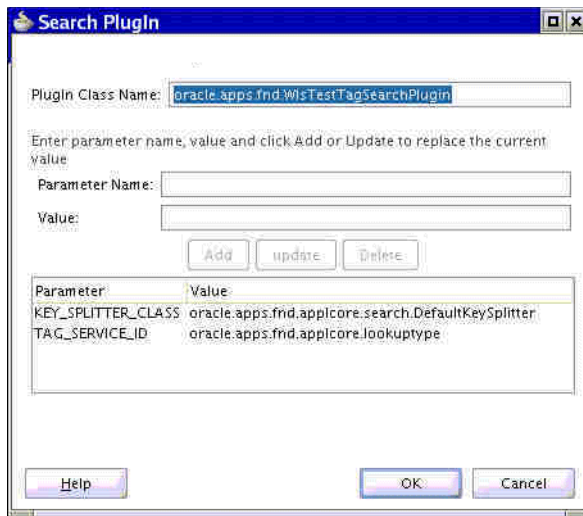 Search PlugIn
PlugIn Class Name: oracle.apps.fnd.WlsTestTagSearchPlugin
Enter parameter name, value and click Add or Update to replace the current
value
Parameter Name:
Value:
Add update Delete
Parameter Value
KEY_SPLITTER_CLASS oracle.apps.fnd.applcore.search.DefaultKeySplitter
TAG_SERVICE_ID oracle.apps.fnd.applcore.lookuptype
Help OK Cancel